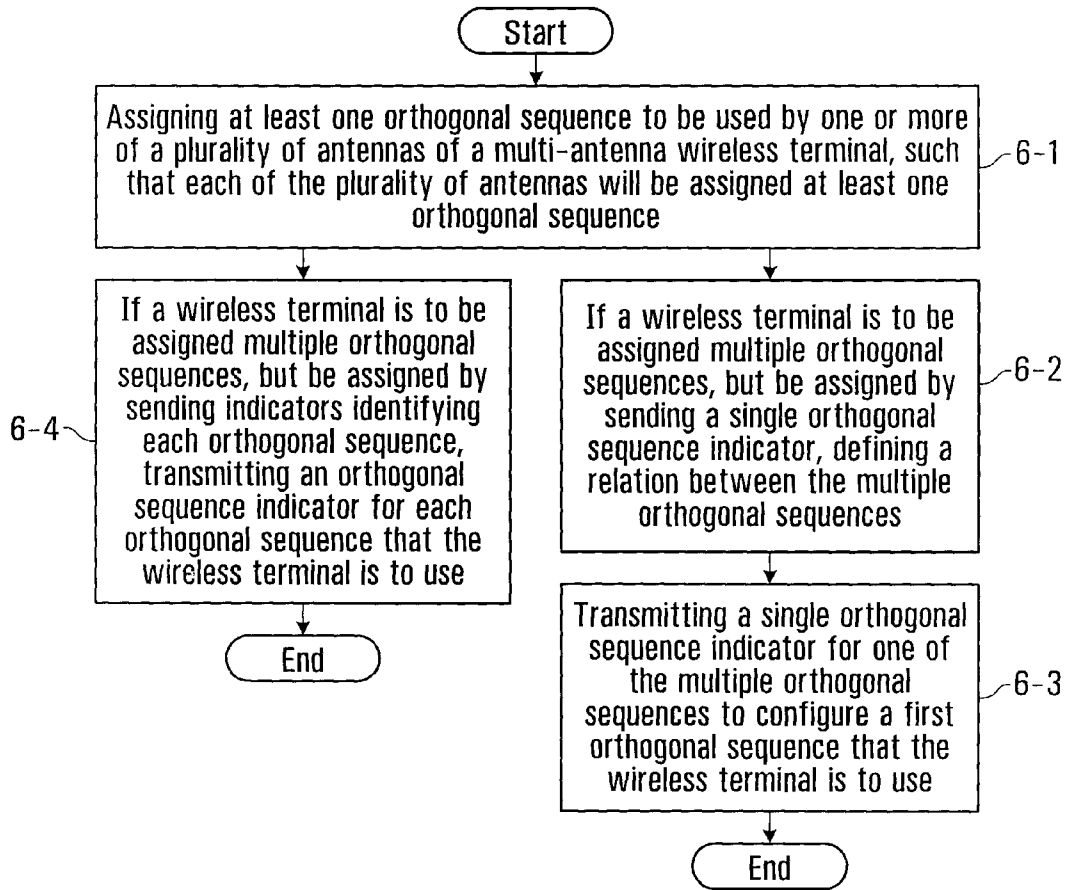 Start
Assigning at least one orthogonal sequence to be used by one or more
of a plurality of antennas of a multi-antenna wireless terminal, such
that each of the plurality of antennas will be assigned at least one
orthogonal sequence
6-1
If a wireless terminal is to be
assigned multiple orthogonal
sequences, but be assigned by
sending indicators identifying
each orthogonal sequence,
transmitting an orthogonal
sequence indicator for each
orthogonal sequence that the
wireless terminal is to use
6-4
End
If a wireless terminal is to be
assigned multiple orthogonal
sequences, but be assigned by
sending a single orthogonal
sequence indicator, defining a
relation between the multiple
orthogonal sequences
6-2
Transmitting a single orthogonal
sequence indicator for one of
the multiple orthogonal
sequences to configure a first
orthogonal sequence that the
wireless terminal is to use
6-3
End